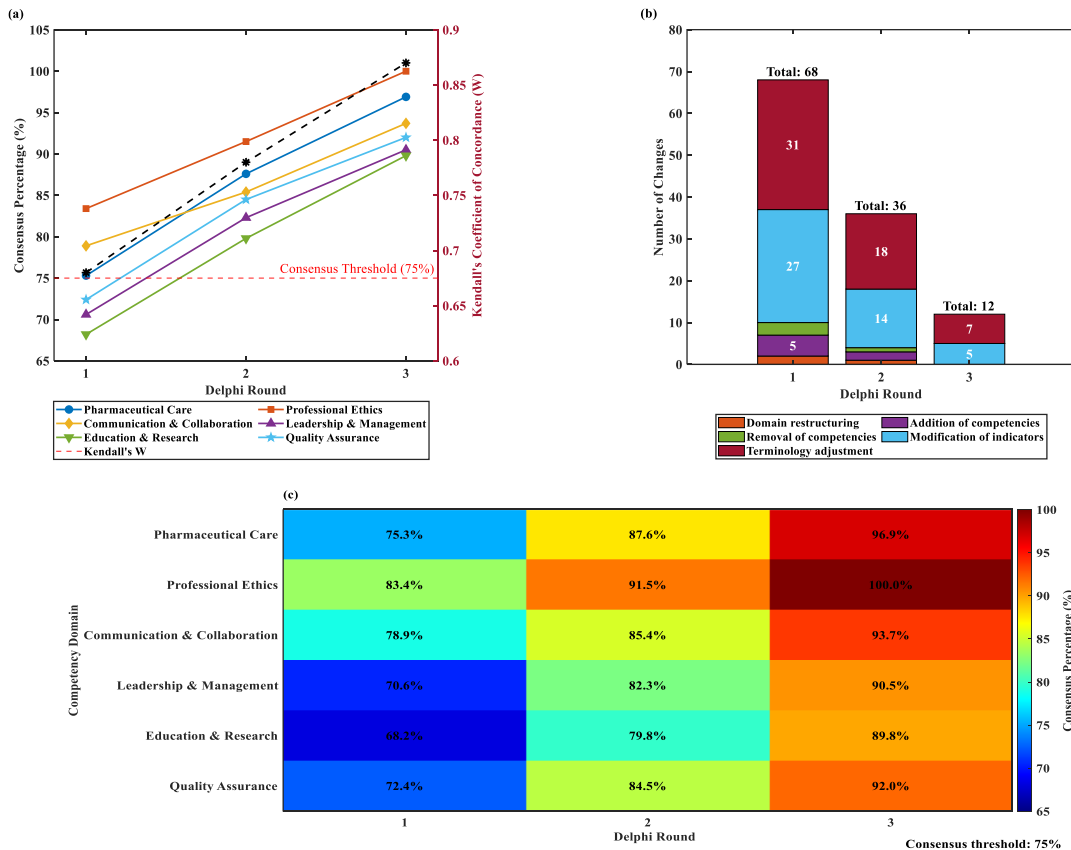 (a)
105
100
95
90
85
80
75
70
65
Consensus Percentage (%)
0.9
0.85
0.8
0.75
0.7
0.65
0.6
Kendall's Coefficient of Concordance (W)
Consensus Threshold (75%)
1 2 3
Delphi Round
Pharmaceutical Care Professional Ethics
Communication & Collaboration Leadership & Management
Education & Research Quality Assurance
Kendall's W
(b)
80
70
60
50
40
30
20
10
0
Number of Changes
Total: 68
31
27
5
Total: 36
18
14
Total: 12
7
5
1 2 3
Delphi Round
Domain restructuring Addition of competencies
Removal of competencies Modification of indicators
Terminology adjustment
(c)
Competency Domain
Pharmaceutical Care 75.3% 87.6% 96.9%
Professional Ethics 83.4% 91.5% 100.0%
Communication & Collaboration 78.9% 85.4% 93.7%
Leadership & Management 70.6% 82.3% 90.5%
Education & Research 68.2% 79.8% 89.8%
Quality Assurance 72.4% 84.5% 92.0%
1 2 3
Delphi Round
100
95
90
85
80
75
70
65
Consensus Percentage (%)
Consensus threshold: 75%